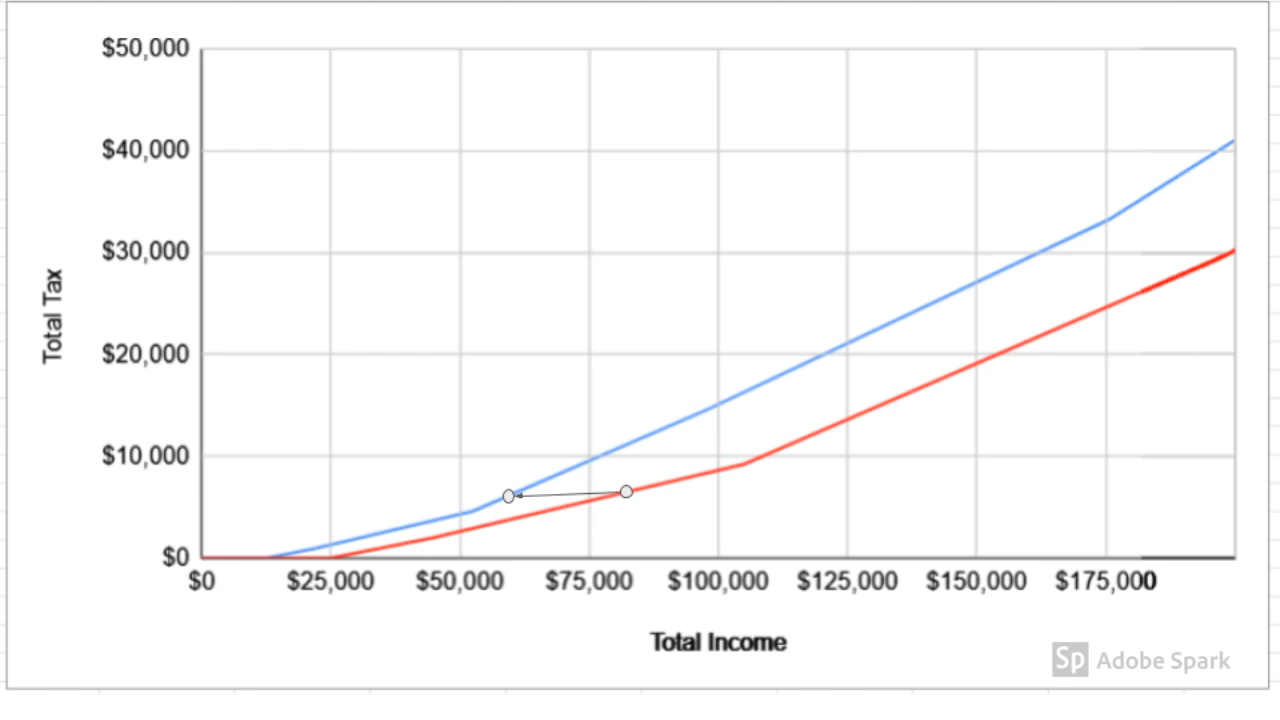 $50,000
$40,000
$30,000
$20,000
$10,000
$0
Total Tax
$0 $25,000 $50,000 $75,000 $100,000 $125,000 $150,000 $175,000
Total Income
Sp Adobe Spark